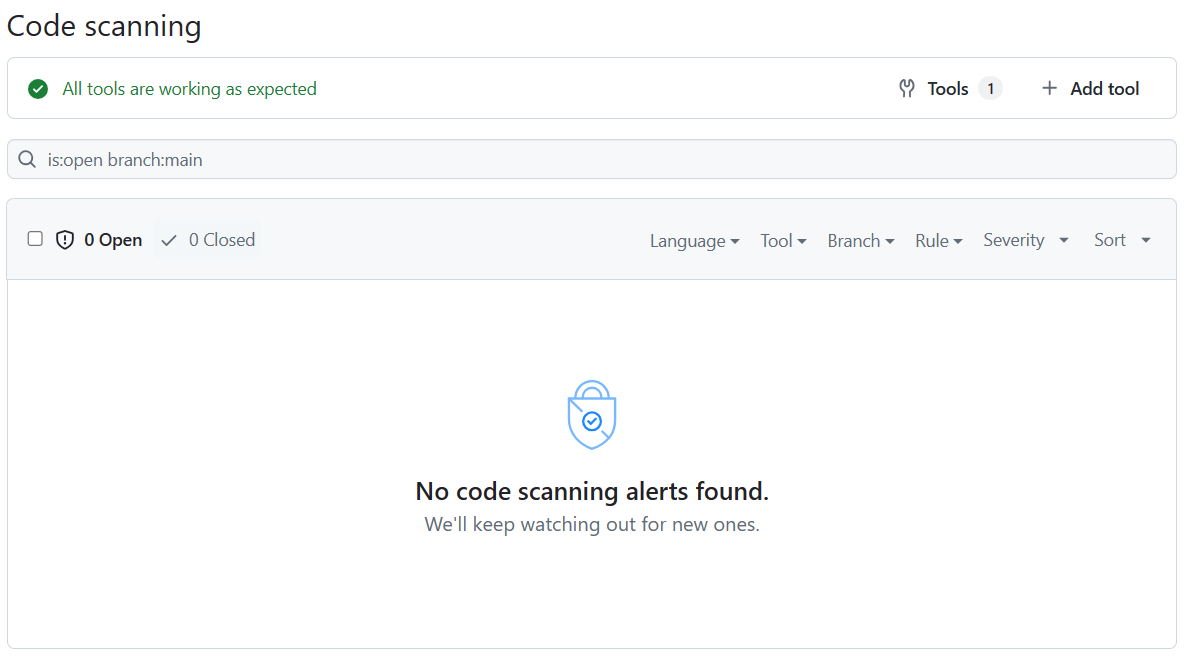 Code scanning
All tools are working as expected Tools 1 Add tool
is:open branch:main
0 Open 0 Closed Language Tool Branch Rule Severity Sort
No code scanning alerts found.
We'll keep watching out for new ones.